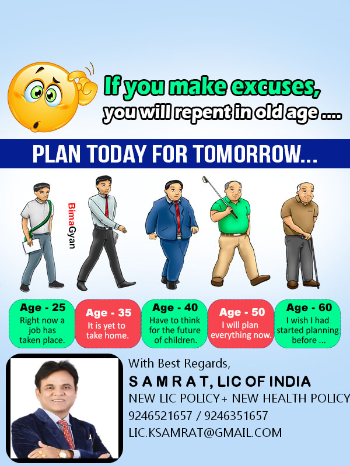 If you make excuses,
you will repent in old age ....
PLAN TODAY FOR TOMORROW...
BimaGyan
Age - 25
Right now a
job has
taken place.
Age - 35
It is yet to
take home.
Age - 40
Have to think
for the future
of children.
Age - 50
I will plan
everything now.
Age - 60
I wish I had
started planning
before ...
With Best Regards,
S A M R A T, LIC OF INDIA
NEW LIC POLICY+ NEW HEALTH POLICY
9246521657 / 9246351657
LIC.KSAMRAT@GMAIL.COM